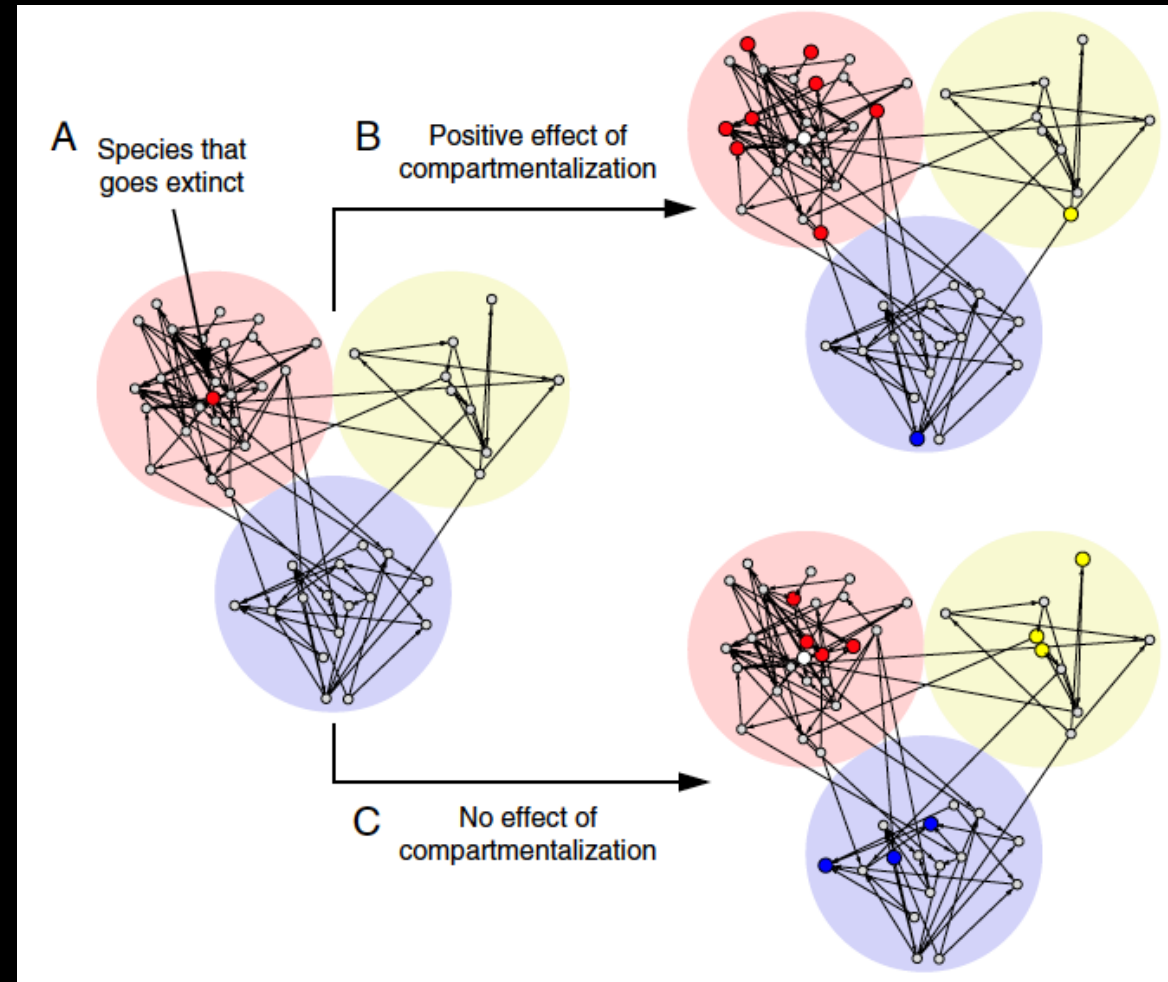 A
Species that
goes extinct
B
Positive effect of
compartmentalization
C
No effect of
compartmentalization